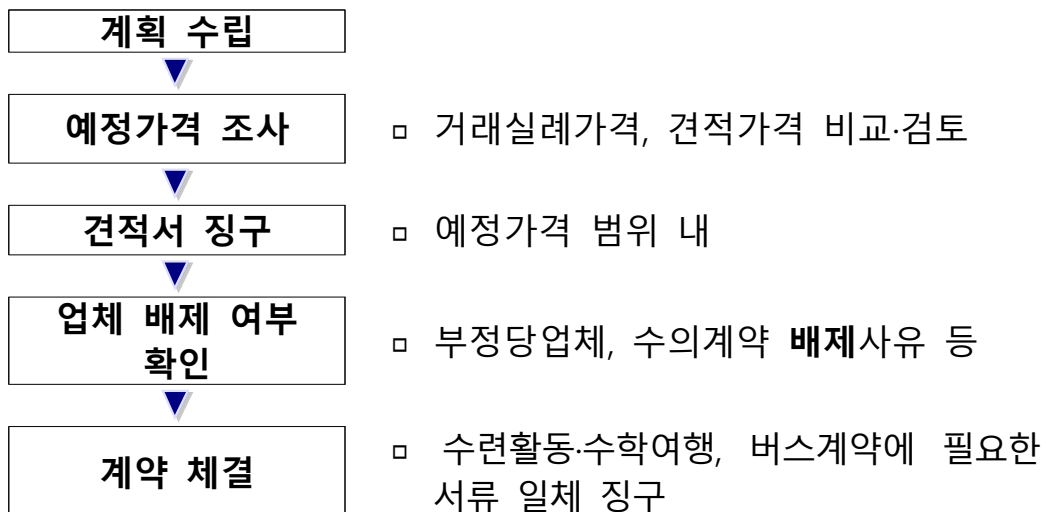 계획 수립
예정가격 조사
▫ 거래실례가격, 견적가격 비교·검토
견적서 징구
▫ 예정가격 범위 내
업체 배제 여부
확인
▫ 부정당업체, 수의계약 배제사유 등
계약 체결
▫ 수련활동·수학여행, 버스계약에 필요한
서류 일체 징구